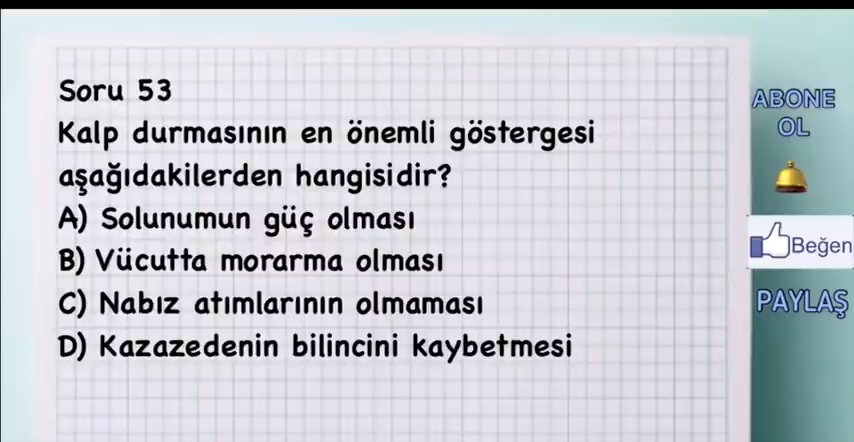 Soru 53
Kalp durmasının en önemli göstergesi
aşağıdakilerden hangisidir?
A) Solunumun güç olması
B) Vücutta morarma olması
C) Nabız atımlarının olmaması
D) Kazazedenin bilincini kaybetmesi
ABONE
OL
Beğen
PAYLAŞ